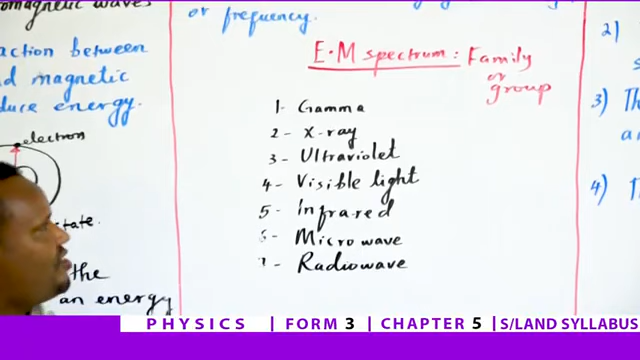 omagnetic waves
action between
nd magnetic
duce energy.
electron
state.
the
an energy
or frequency.
E.M spectrum: Family
or
group
1- Gamma
2- X-ray
3- Ultraviolet
4- Visible light
5- Infrared
6- Microwave
7- Radiowave
2)
3) Th
4)
PHYSICS | FORM 3 | CHAPTER 5 | S/LAND SYLLABUS